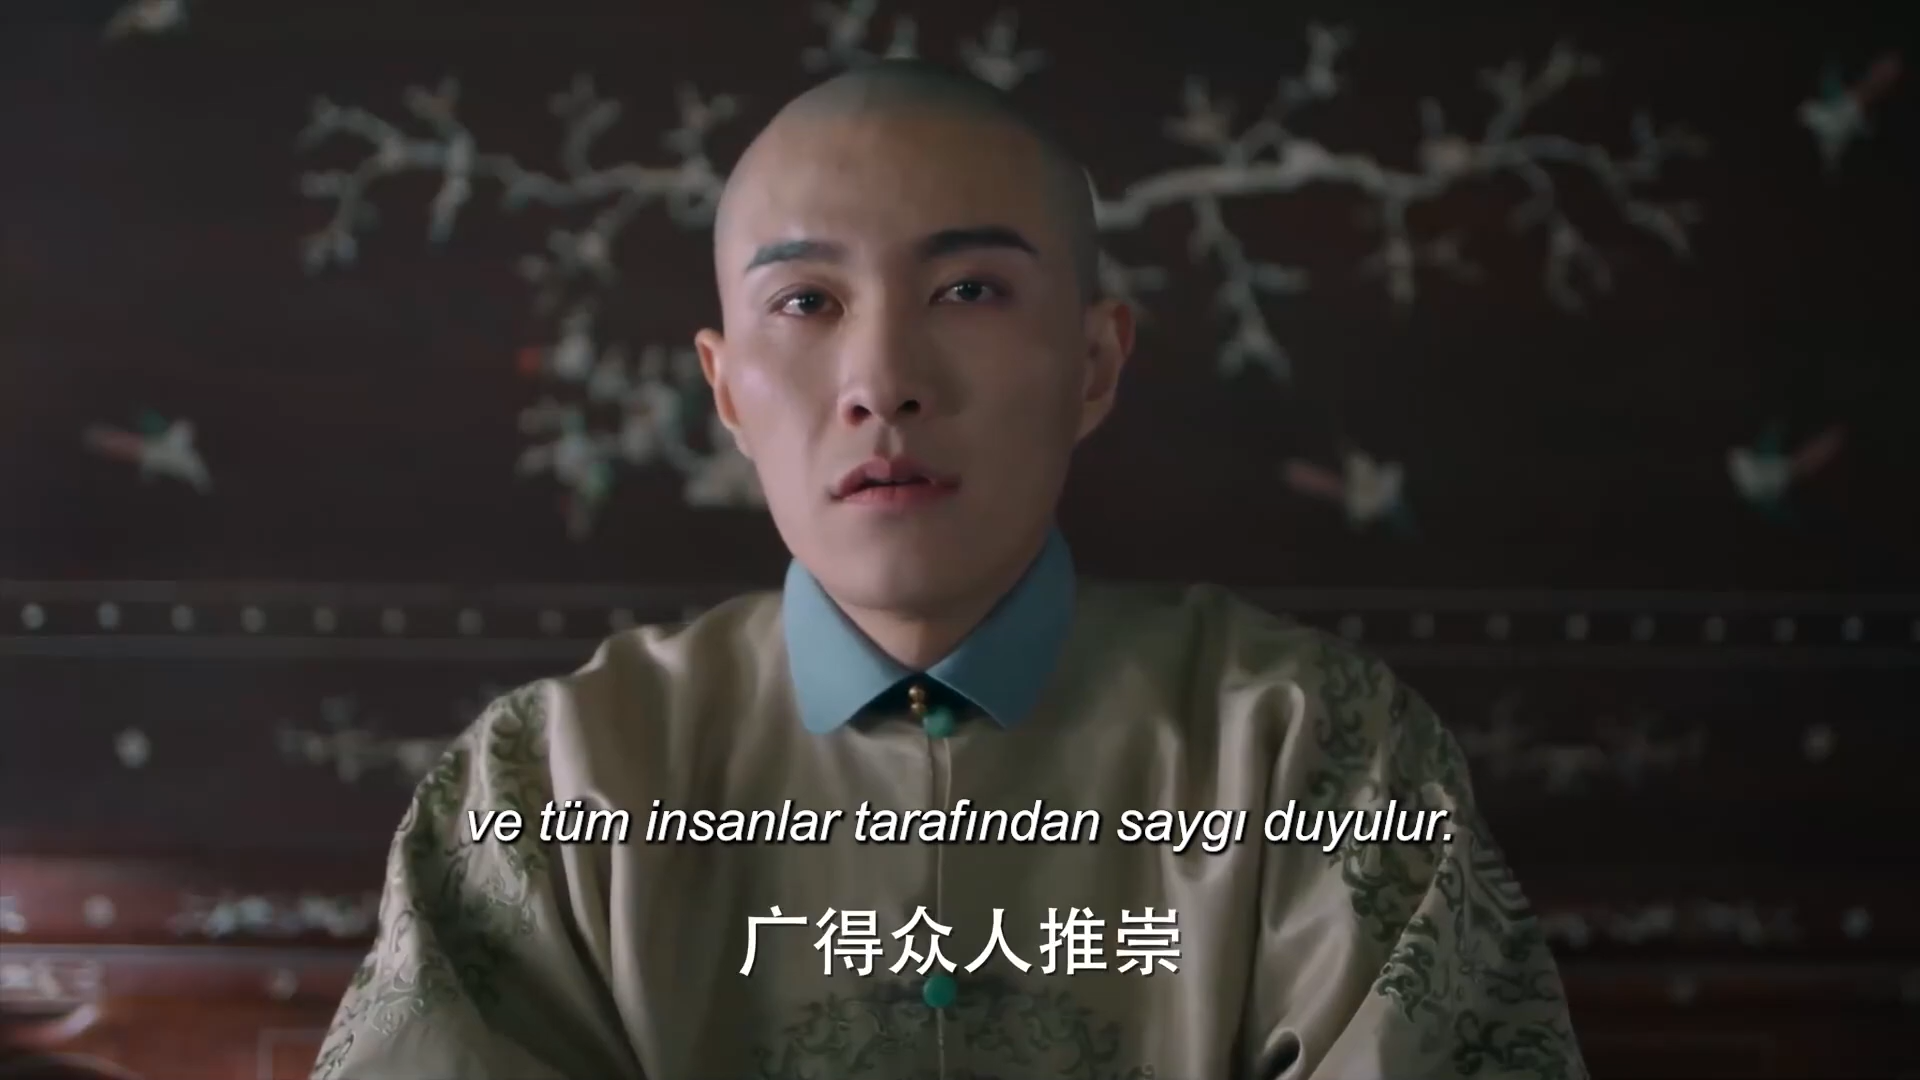 ve tüm insanlar tarafından saygı duyulur.
广得众人推崇